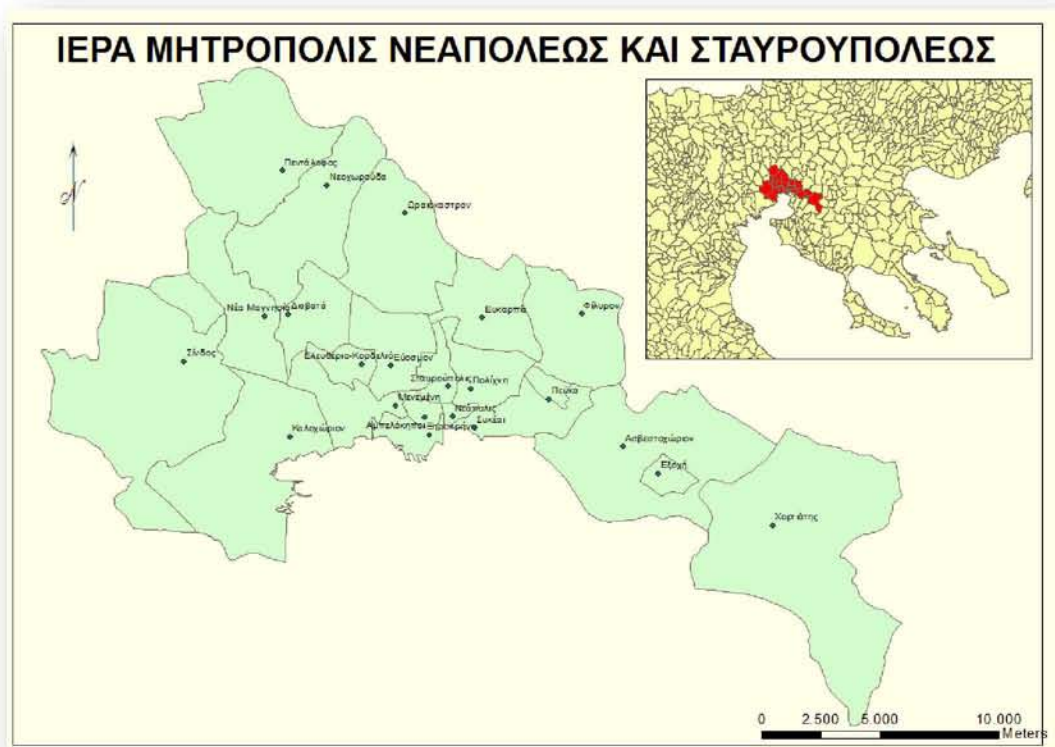 ΙΕΡΑ ΜΗΤΡΟΠΟΛΙΣ ΝΕΑΠΟΛΕΩΣ ΚΑΙ ΣΤΑΥΡΟΥΠΟΛΕΩΣ
N
Πεντάλοφος
Νεοχωρούδα
Ωραιόκαστρον
Νέα Μαγνησία
Διαβατά
Ευκαρπία
Φίλυρον
Σίνδος
Ελευθέριο-Κορδελιό
Εύοσμον
Σταυρούπολις
Πολίχνη
Πεύκα
Μενεμένη
Νεάπολις
Συκέαι
Αμπελόκηποι
Καλοχώριον
Ασβεστοχώριον
Εξοχή
Χορτιάτης
0 2.500 5.000 10.000
Meters